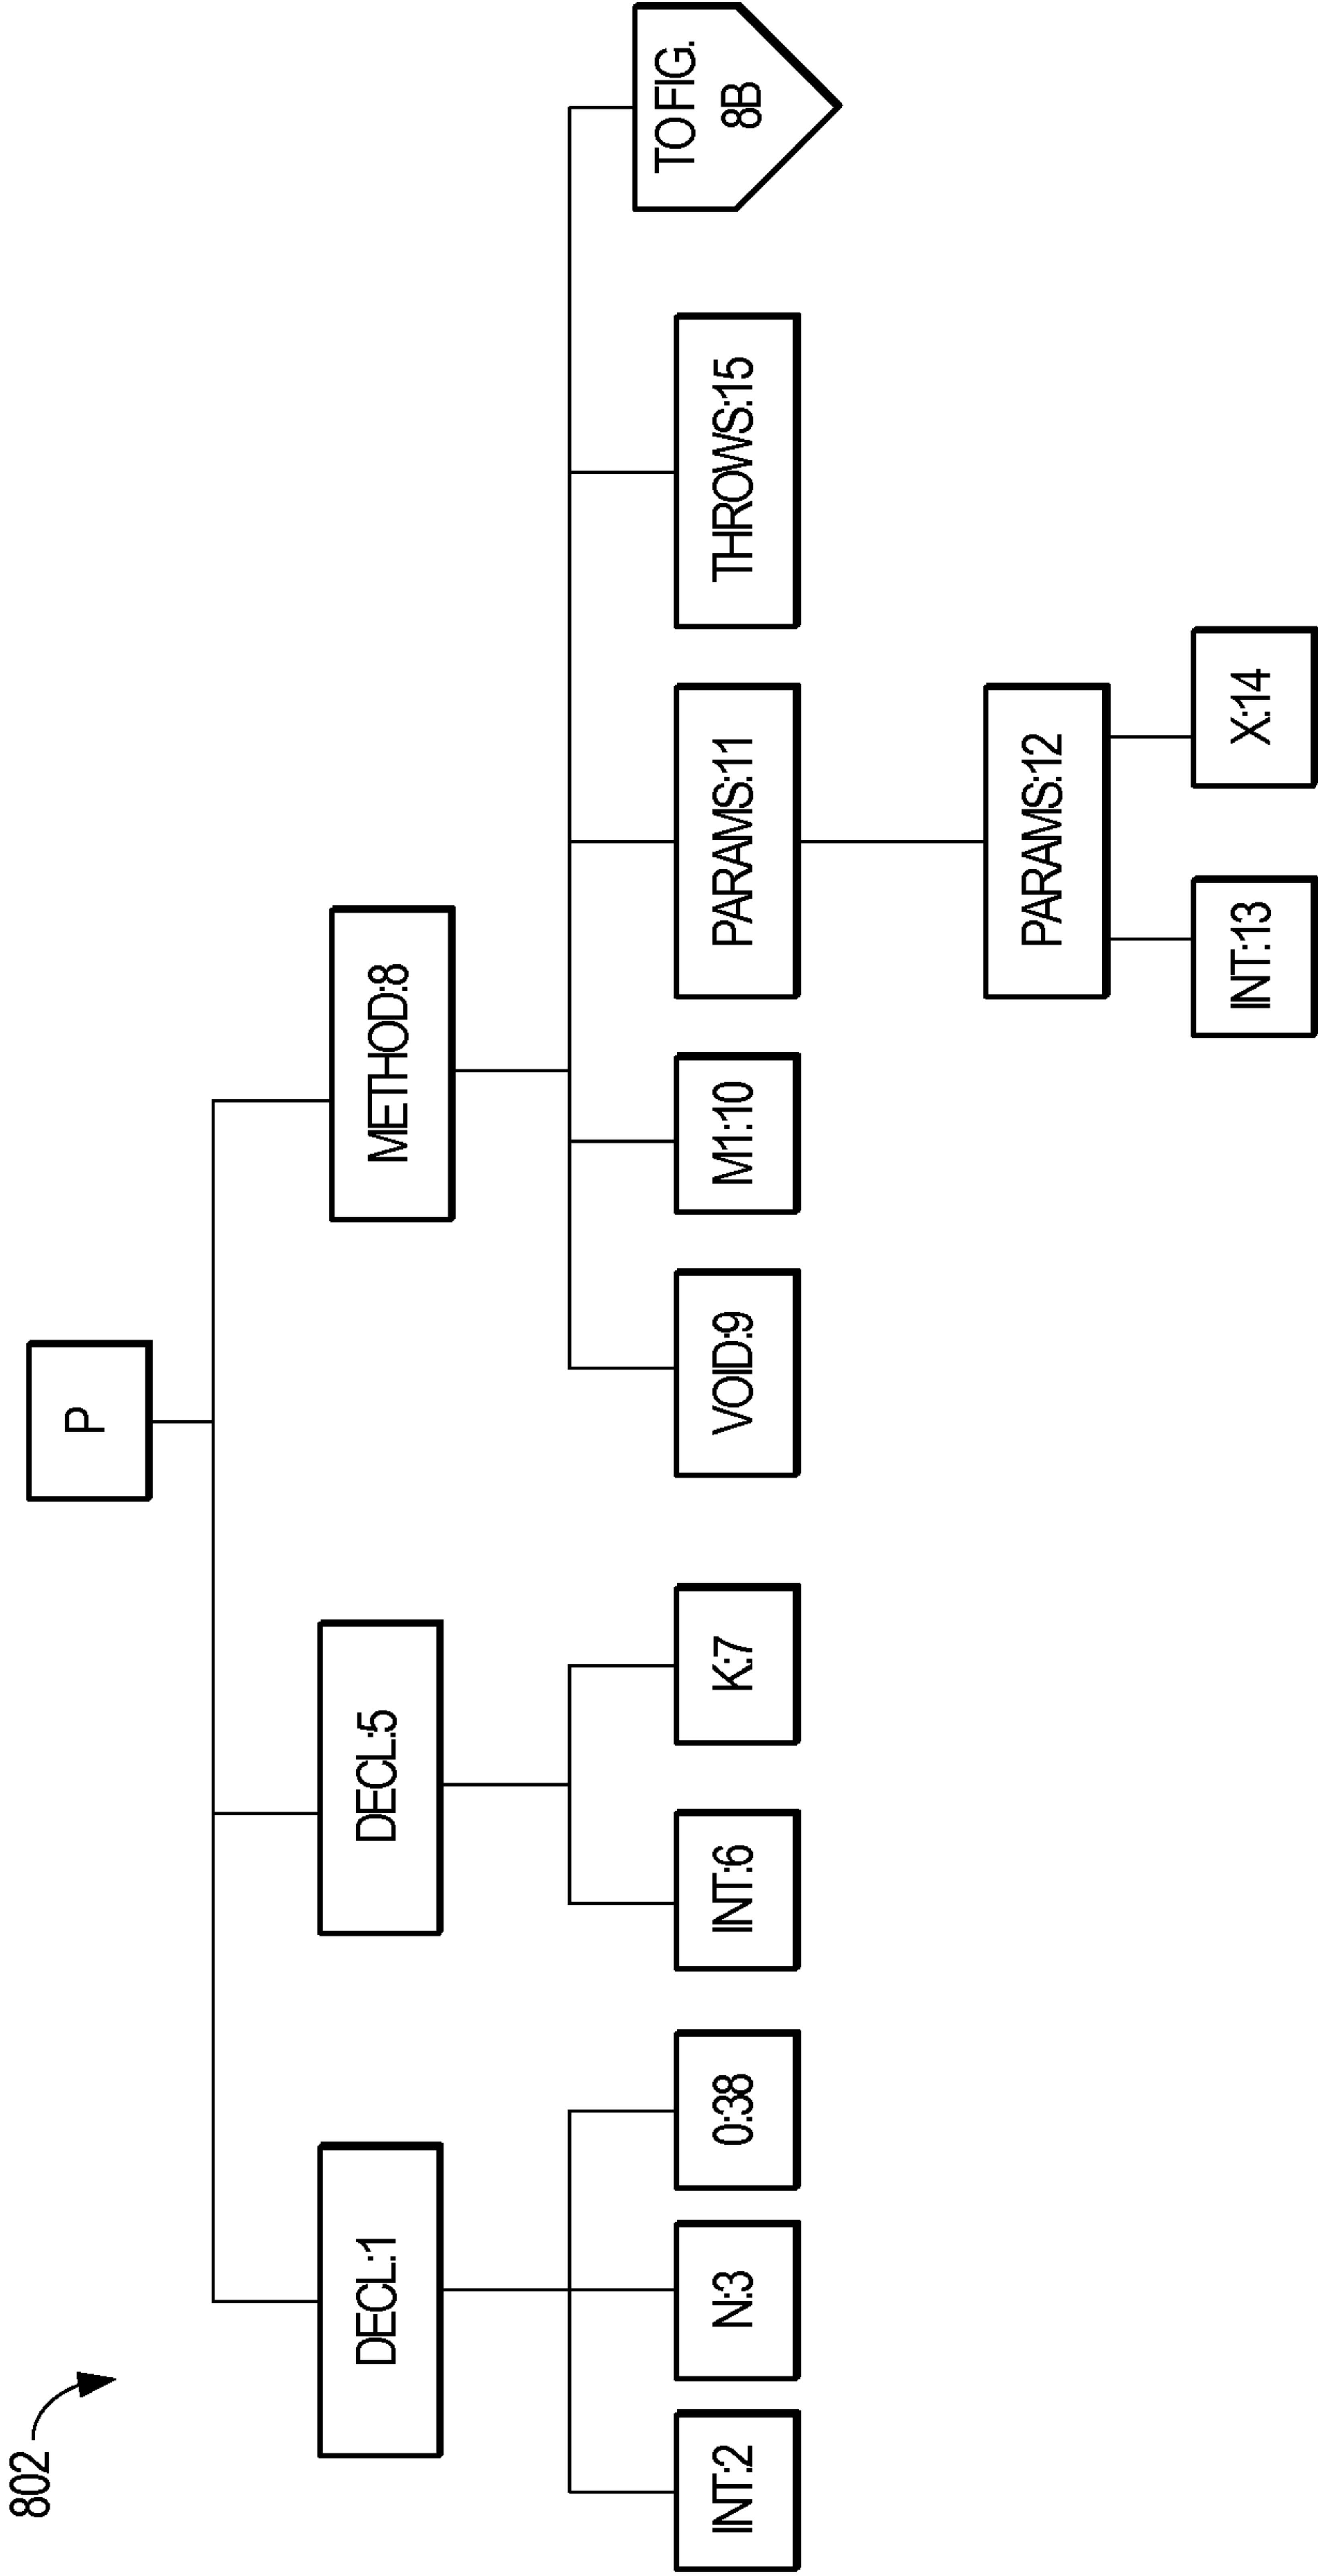 802
P
DECL:1
DECL:5
METHOD:8
INT:2
N:3
0:38
INT:6
K:7
VOID:9
M1:10
PARAMS:11
THROWS:15
TO FIG.
8B
PARAMS:12
INT:13
X:14